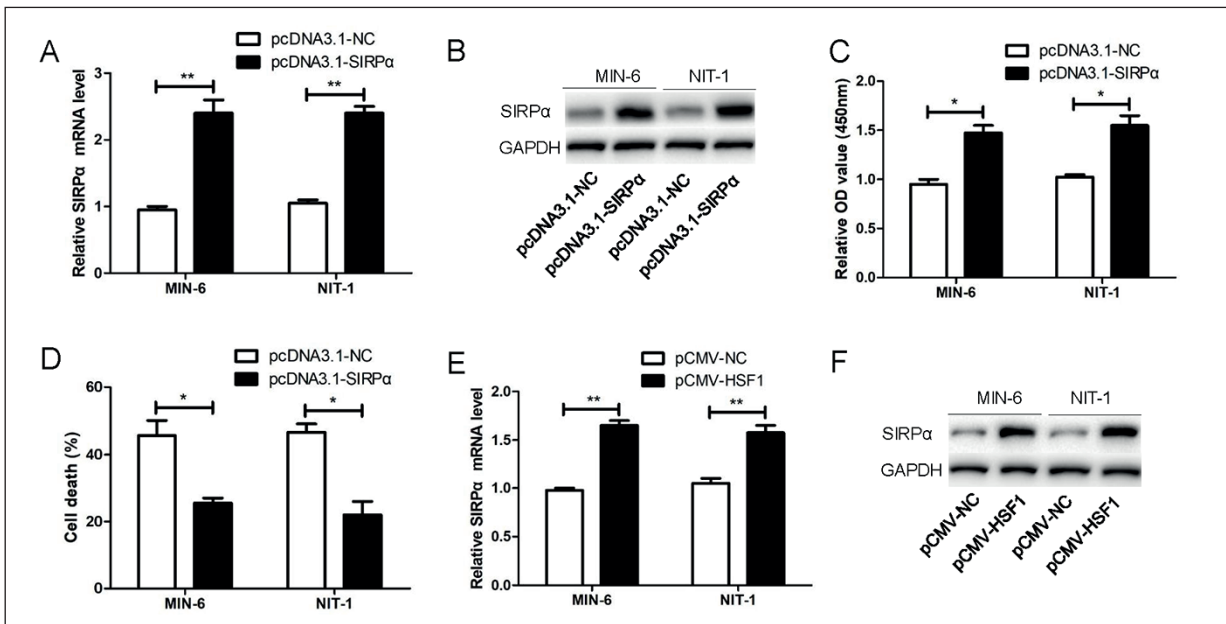 A
pcDNA3.1-NC
pcDNA3.1-SIRPα
Relative SIRPα mRNA level
3
2
1
0
**
**
MIN-6
NIT-1
B
MIN-6
NIT-1
SIRPα
GAPDH
pcDNA3.1-NC
pcDNA3.1-SIRPα
pcDNA3.1-NC
pcDNA3.1-SIRPα
C
pcDNA3.1-NC
pcDNA3.1-SIRPα
Relative OD value (450nm)
2.0
1.5
1.0
0.5
0.0
*
*
MIN-6
NIT-1
D
pcDNA3.1-NC
pcDNA3.1-SIRPα
Cell death (%)
60
40
20
0
*
*
MIN-6
NIT-1
E
pCMV-NC
pCMV-HSF1
Relative SIRPα mRNA level
2.0
1.5
1.0
0.5
0.0
**
**
MIN-6
NIT-1
F
MIN-6
NIT-1
SIRPα
GAPDH
pCMV-NC
pCMV-HSF1
pCMV-NC
pCMV-HSF1